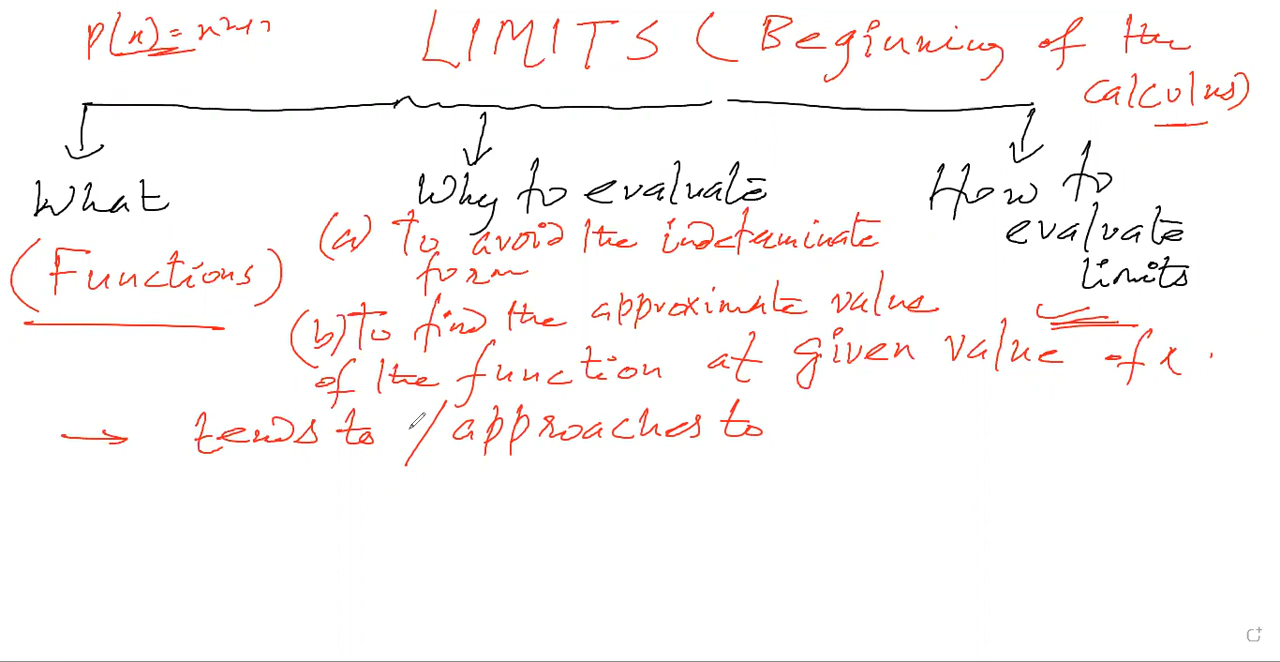 p(x) = x²+7 LIMITS ( Beginning of the
calculus)
What Why to evaluate How to
evaluate
limits
(Functions) (a) To avoid the indeterminate
form
(b) To find the approximate value
of the function at given value of x.
→ tends to / approaches to